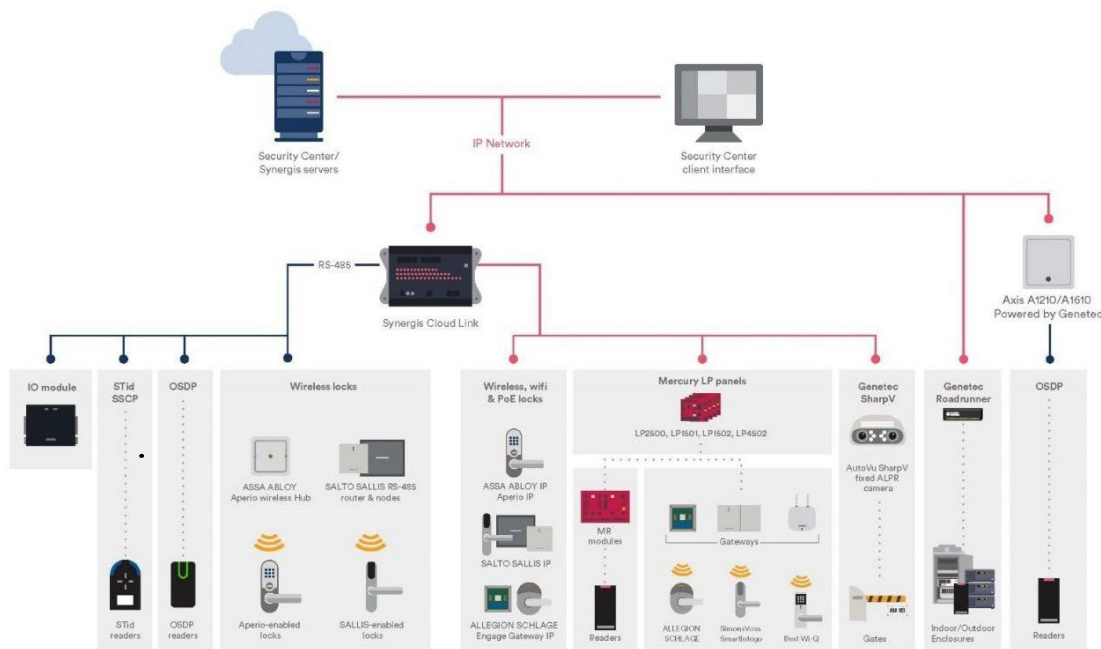 Security Center/
Synergis servers
IP Network
Security Center
client interface
RS-485
Synergis Cloud Link
Axis A1210/A1610
Powered by Genetec
IO module
STid
SSCP
OSDP
Wireless locks
Wireless, wifi
& PoE locks
Mercury LP panels
Genetec
SharpV
Genetec
Roadrunner
OSDP
LP2500, LP1501, LP1502, LP4502
ASSA ABLOY
Aperio wireless Hub
SALTO SALLIS RS-485
router & nodes
ASSA ABLOY IP
Aperio IP
AutoVu SharpV
fixed ALPR
camera
MR
modules
Gateways
SALTO SALLIS IP
STid
readers
OSDP
readers
Aperio-enabled
locks
SALLIS-enabled
locks
ALLEGION SCHLAGE
Engage Gateway IP
Readers
ALLEGION
SCHLAGE
SimonsVoss
SmartIntego
Best Wi-Q
Gates
Indoor/Outdoor
Enclosures
Readers